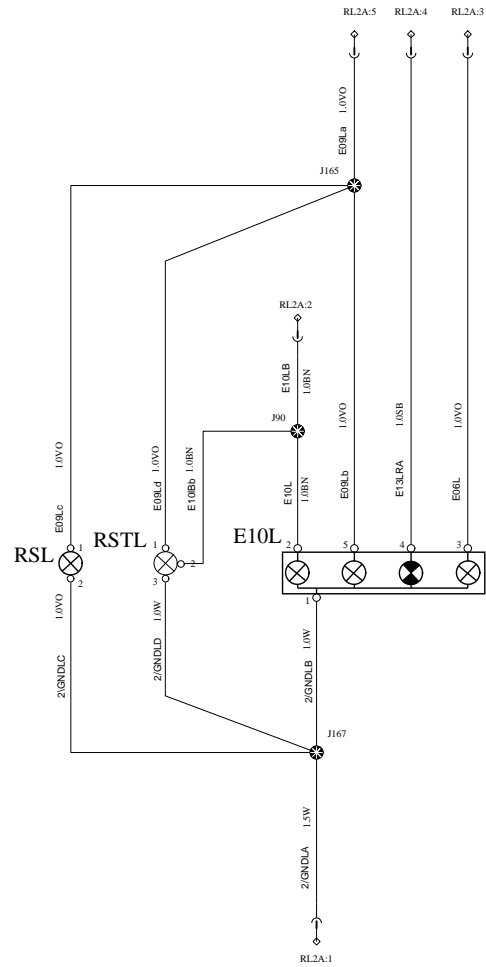 RL2A:5
RL2A:4
RL2A:3
E09La 1.0VO
J165
RL2A:2
E10LB
1.0BN
J90
1.0VO
E09Lc
1.0VO
E09Ld
1.0BN
E10lBb
E10L
1.0BN
1.0VO
E09Lb
1.0SB
E13LRA
1.0VO
E06L
RSL
RSTL
E10L
1
1
2
2
5
4
3
2
3
1
1.0VO
2\GNDLC
1.0W
2/GNDLD
1.0W
2/GNDLB
J167
1.5W
2/GNDLA
RL2A:1